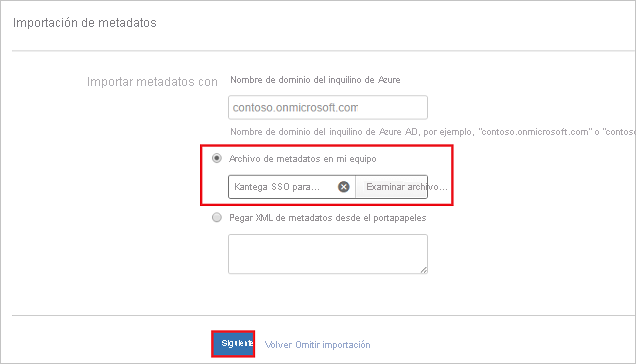 Importación de metadatos
Importar metadatos con
Nombre de dominio del inquilino de Azure
contoso.onmicrosoft.com
Nombre de dominio del inquilino de Azure AD, por ejemplo, "contoso.onmicrosoft.com" o "contos
Archivo de metadatos en mi equipo
Kantega SSO para... Examinar archivo...
Pegar XML de metadatos desde el portapapeles
Siguiente Volver Omitir importación